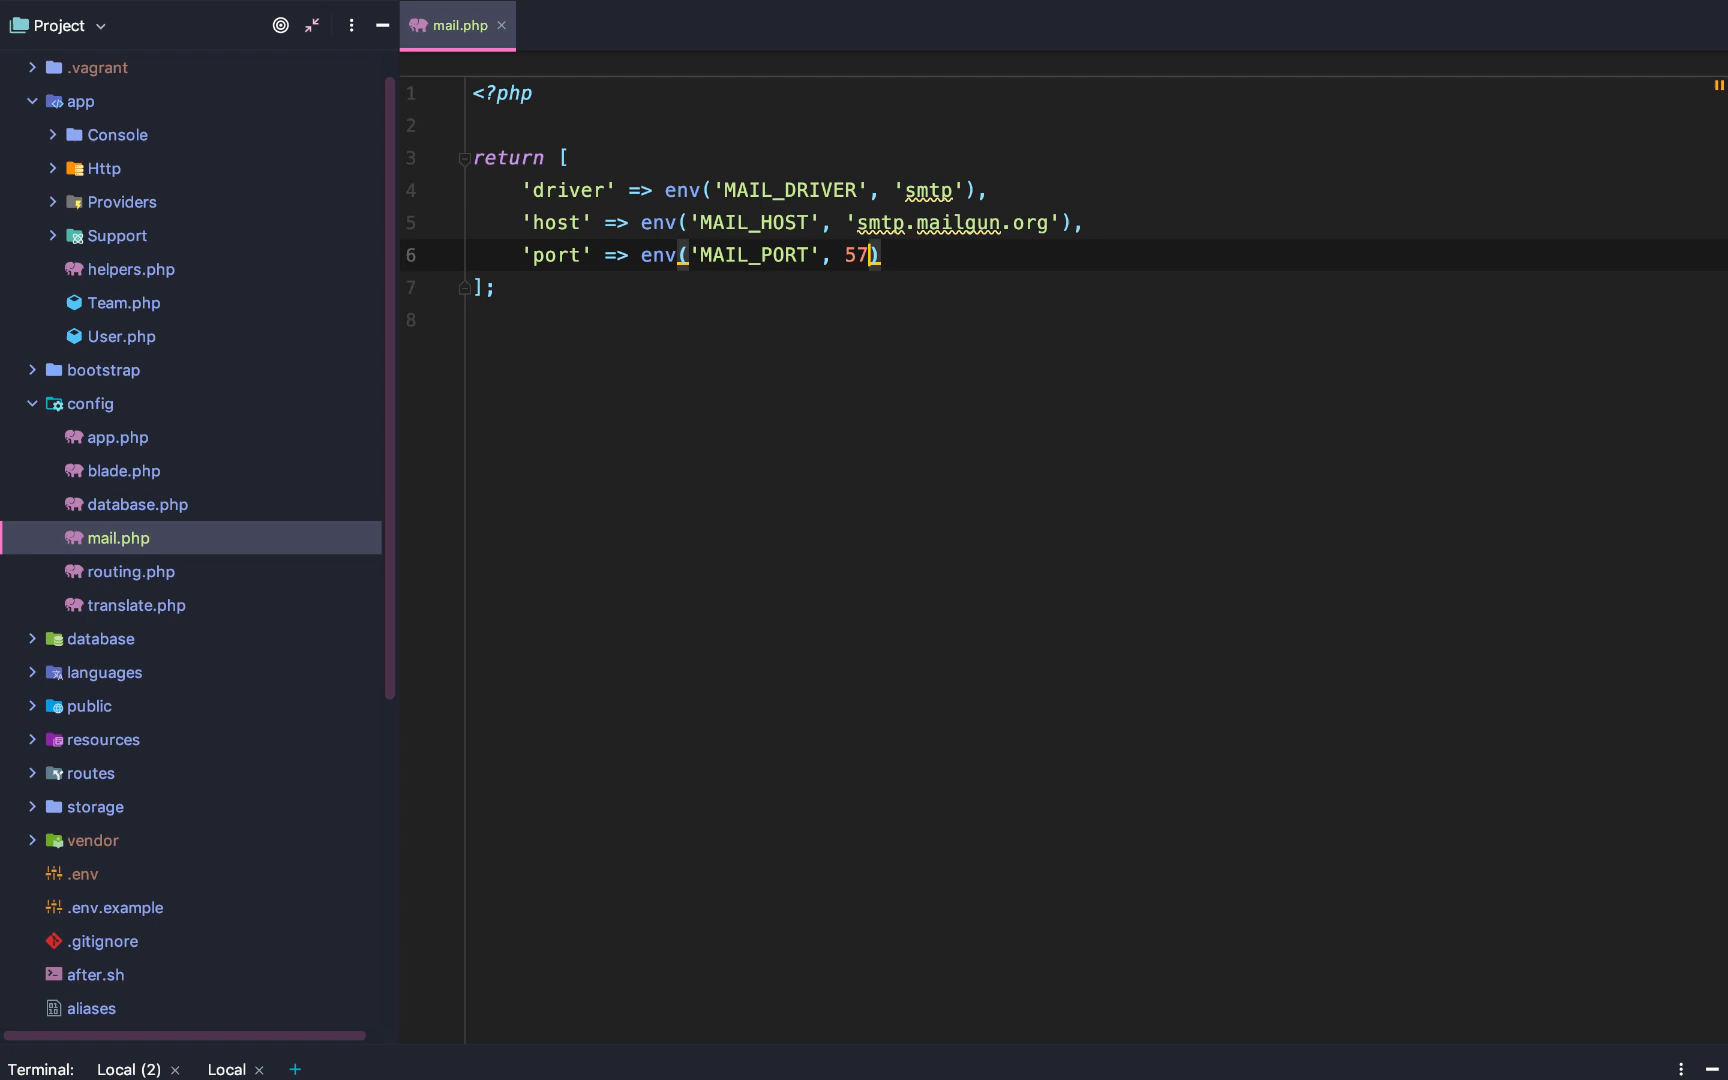 Project
mail.php
.vagrant
app
Console
Http
Providers
Support
helpers.php
Team.php
User.php
bootstrap
config
app.php
blade.php
database.php
mail.php
routing.php
translate.php
database
languages
public
resources
routes
storage
vendor
.env
.env.example
.gitignore
after.sh
aliases
1 <?php
2
3 return [
4 'driver' => env('MAIL_DRIVER', 'smtp'),
5 'host' => env('MAIL_HOST', 'smtp.mailgun.org'),
6 'port' => env('MAIL_PORT', 57)
7 ];
8
Terminal: Local (2) × Local × +